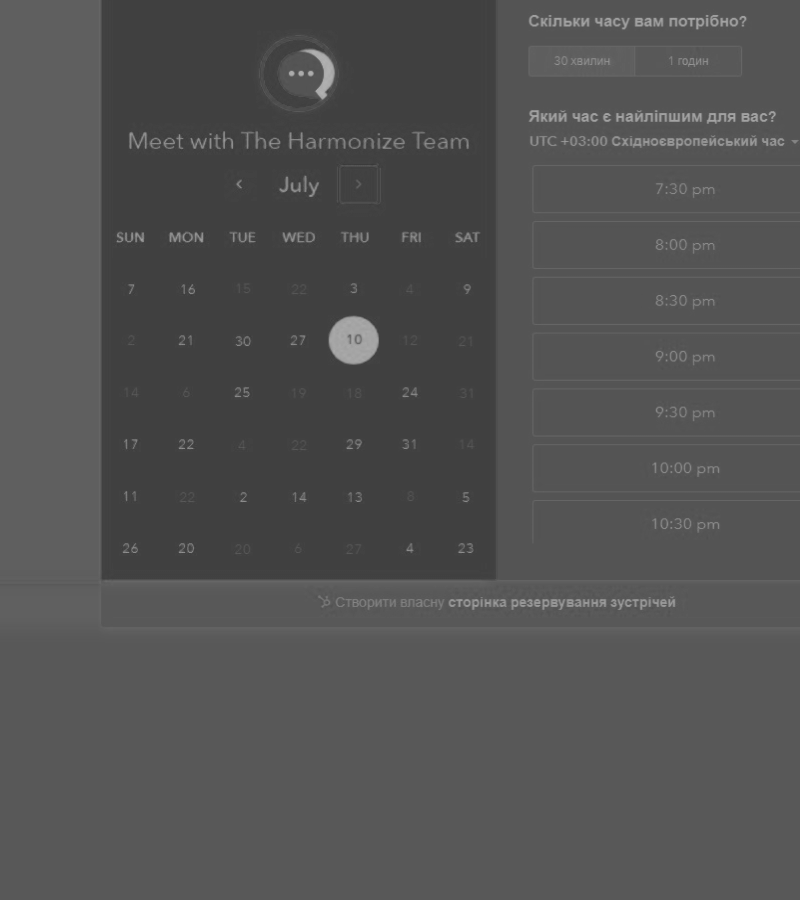 Meet with The Harmonize Team
July
SUN MON TUE WED THU FRI SAT
7 16 15 22 3 4 9
2 21 30 27 10 12 21
14 6 25 19 18 24 31
17 22 4 22 29 31 14
11 22 2 14 13 8 5
26 20 20 6 27 4 23
Скільки часу вам потрібно?
30 хвилин 1 годин
Який час є найліпшим для вас?
UTC +03:00 Східноєвропейський час
7:30 pm
8:00 pm
8:30 pm
9:00 pm
9:30 pm
10:00 pm
10:30 pm
Створити власну сторінка резервування зустрічей